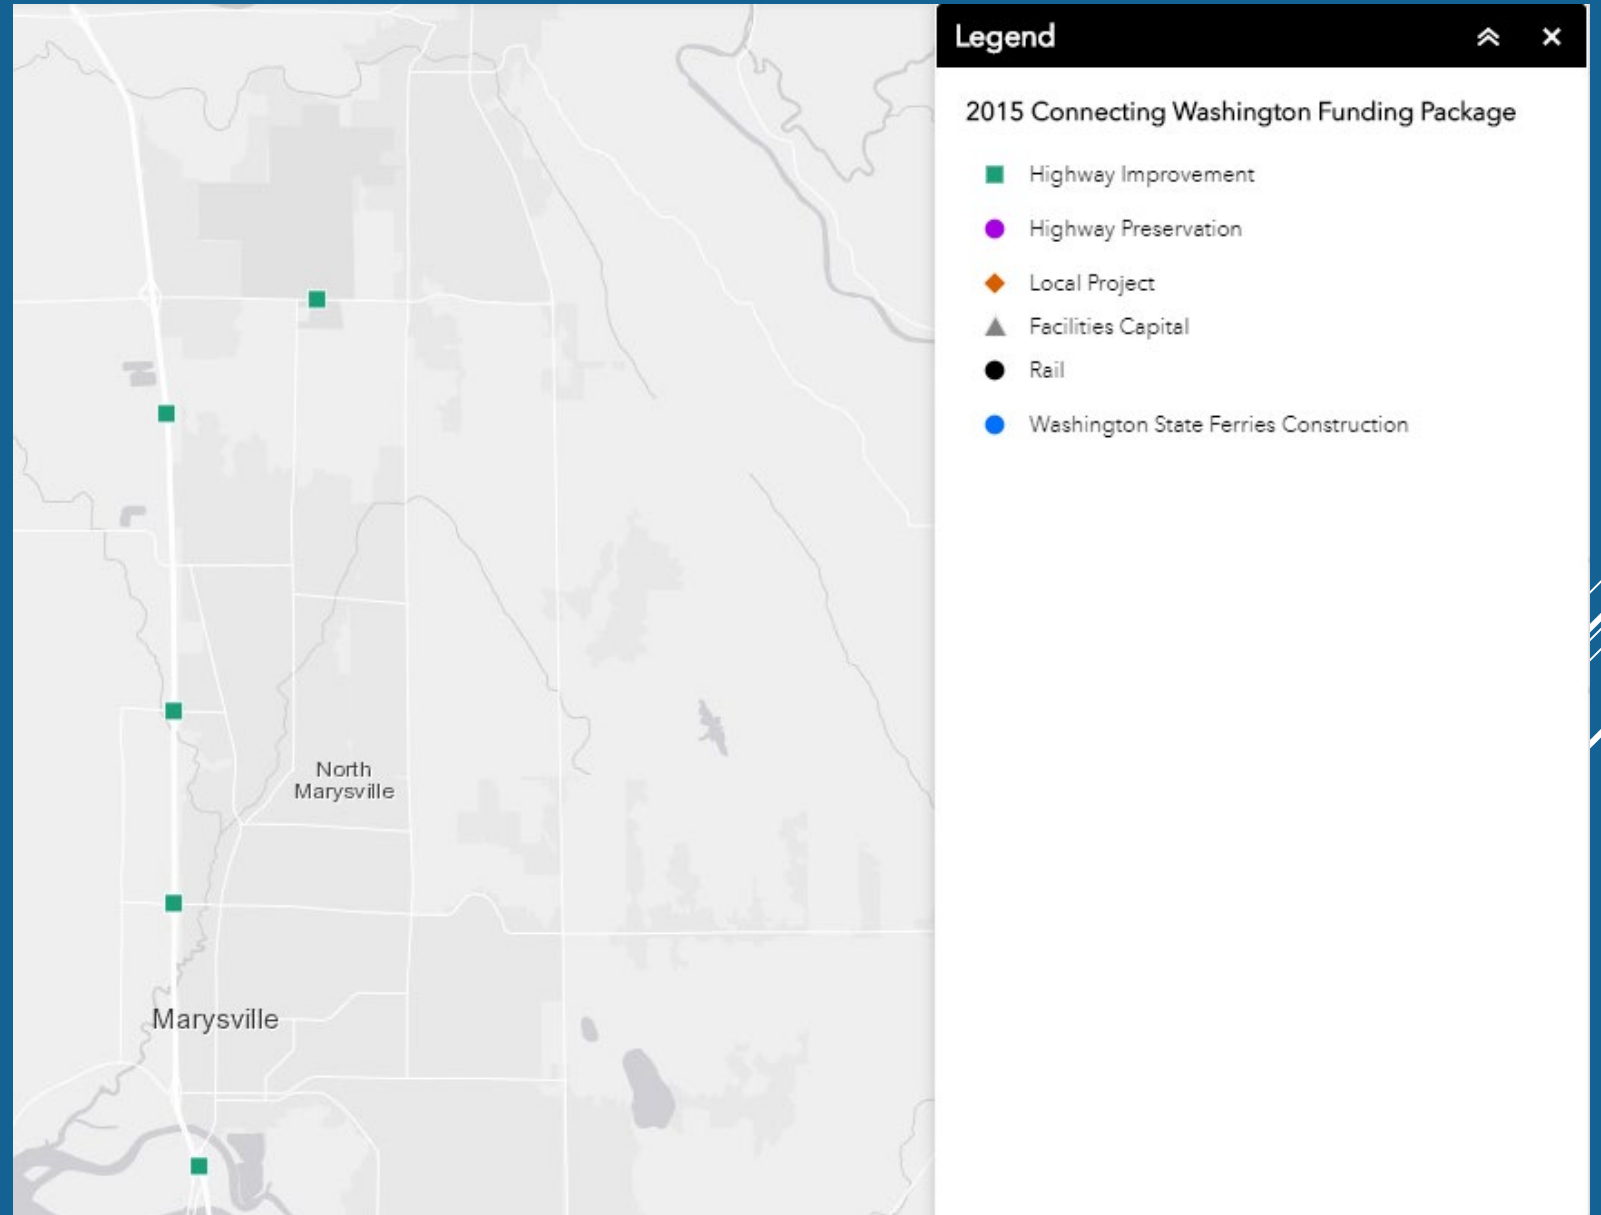 Legend
2015 Connecting Washington Funding Package
Highway Improvement
Highway Preservation
Local Project
Facilities Capital
Rail
Washington State Ferries Construction
North
Marysville
Marysville